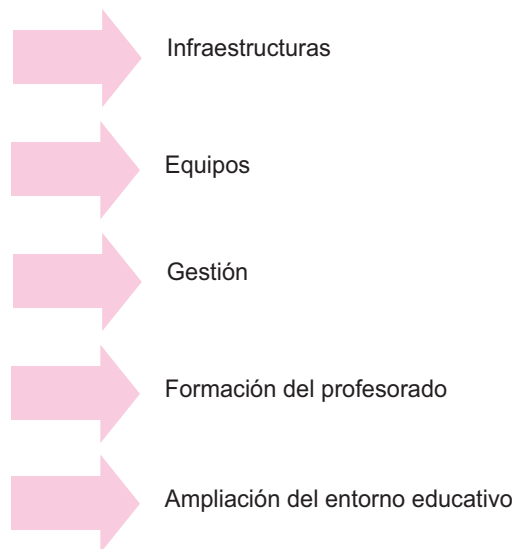 Infraestructuras
Equipos
Gestión
Formación del profesorado
Ampliación del entorno educativo